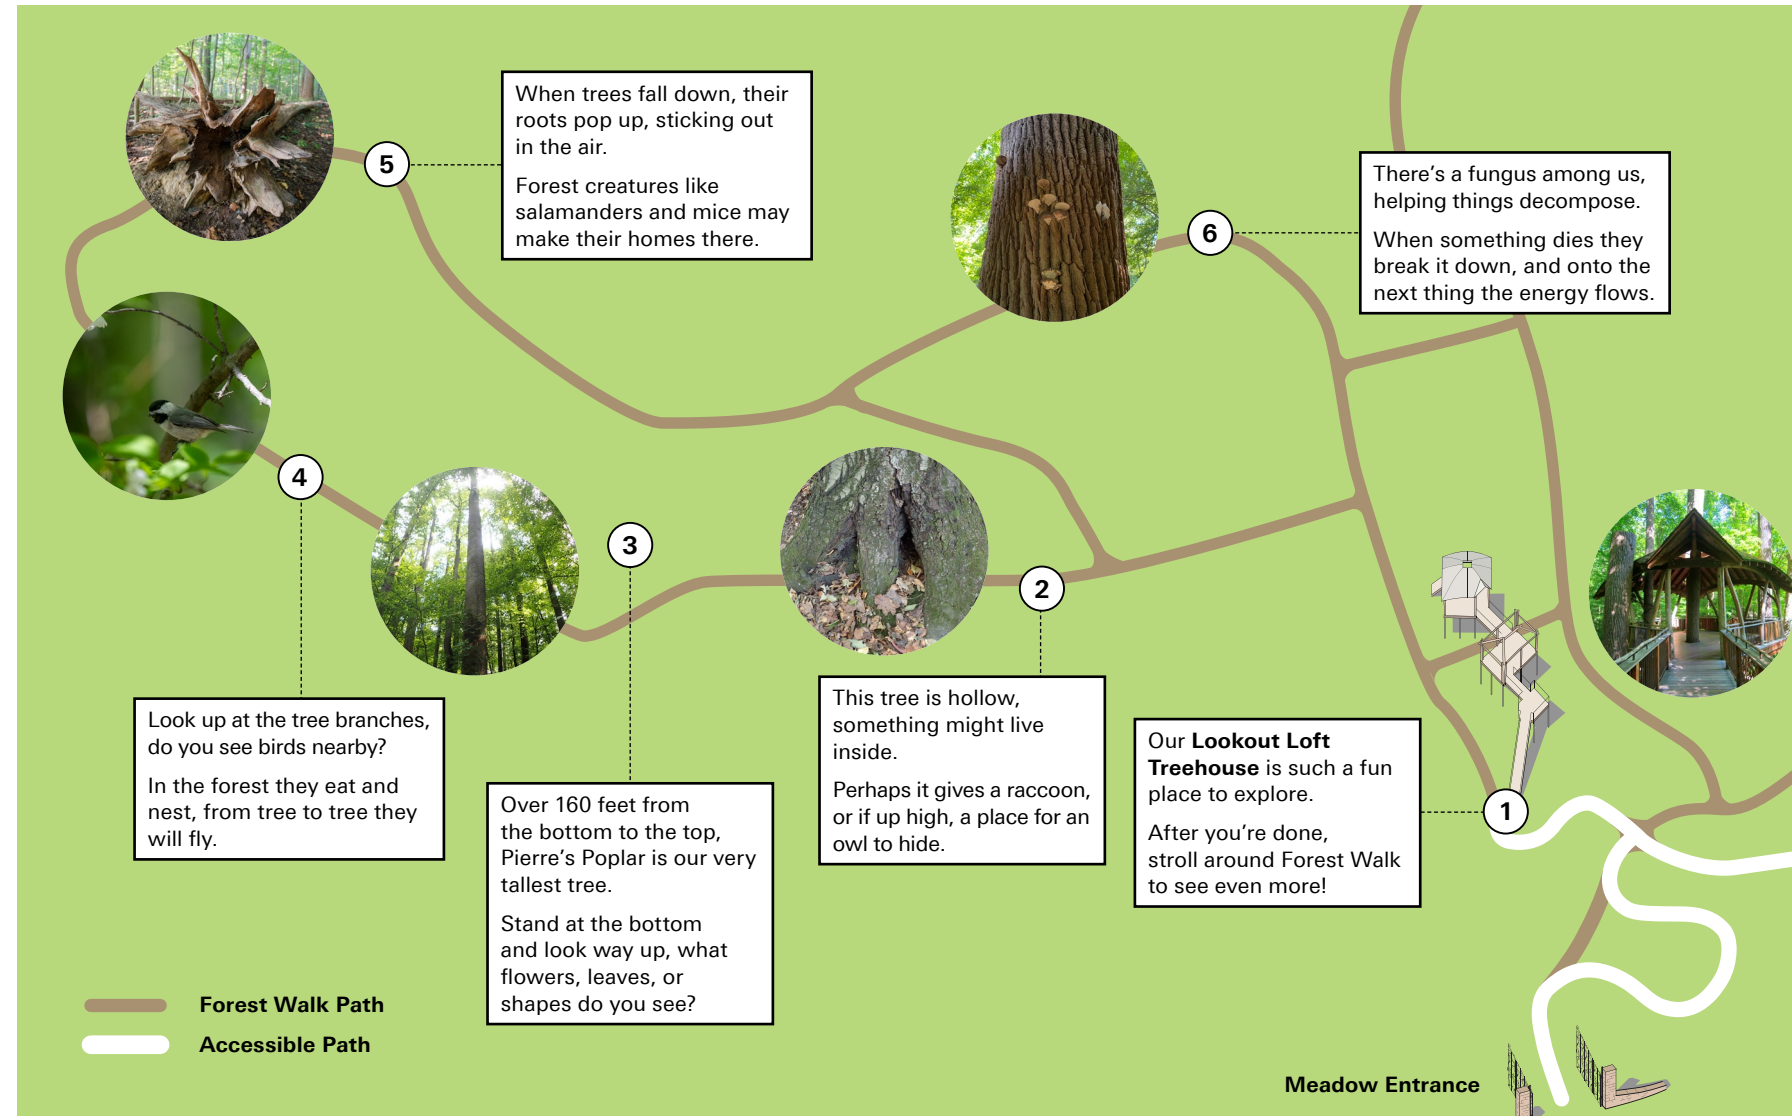 5
When trees fall down, their
roots pop up, sticking out
in the air.
Forest creatures like
salamanders and mice may
make their homes there.
6
There’s a fungus among us,
helping things decompose.
When something dies they
break it down, and onto the
next thing the energy flows.
4
Look up at the tree branches,
do you see birds nearby?
In the forest they eat and
nest, from tree to tree they
will fly.
3
Over 160 feet from
the bottom to the top,
Pierre’s Poplar is our very
tallest tree.
Stand at the bottom
and look way up, what
flowers, leaves, or
shapes do you see?
2
This tree is hollow,
something might live
inside.
Perhaps it gives a raccoon,
or if up high, a place for an
owl to hide.
1
Our Lookout Loft
Treehouse is such a fun
place to explore.
After you’re done,
stroll around Forest Walk
to see even more!
Forest Walk Path
Accessible Path
Meadow Entrance